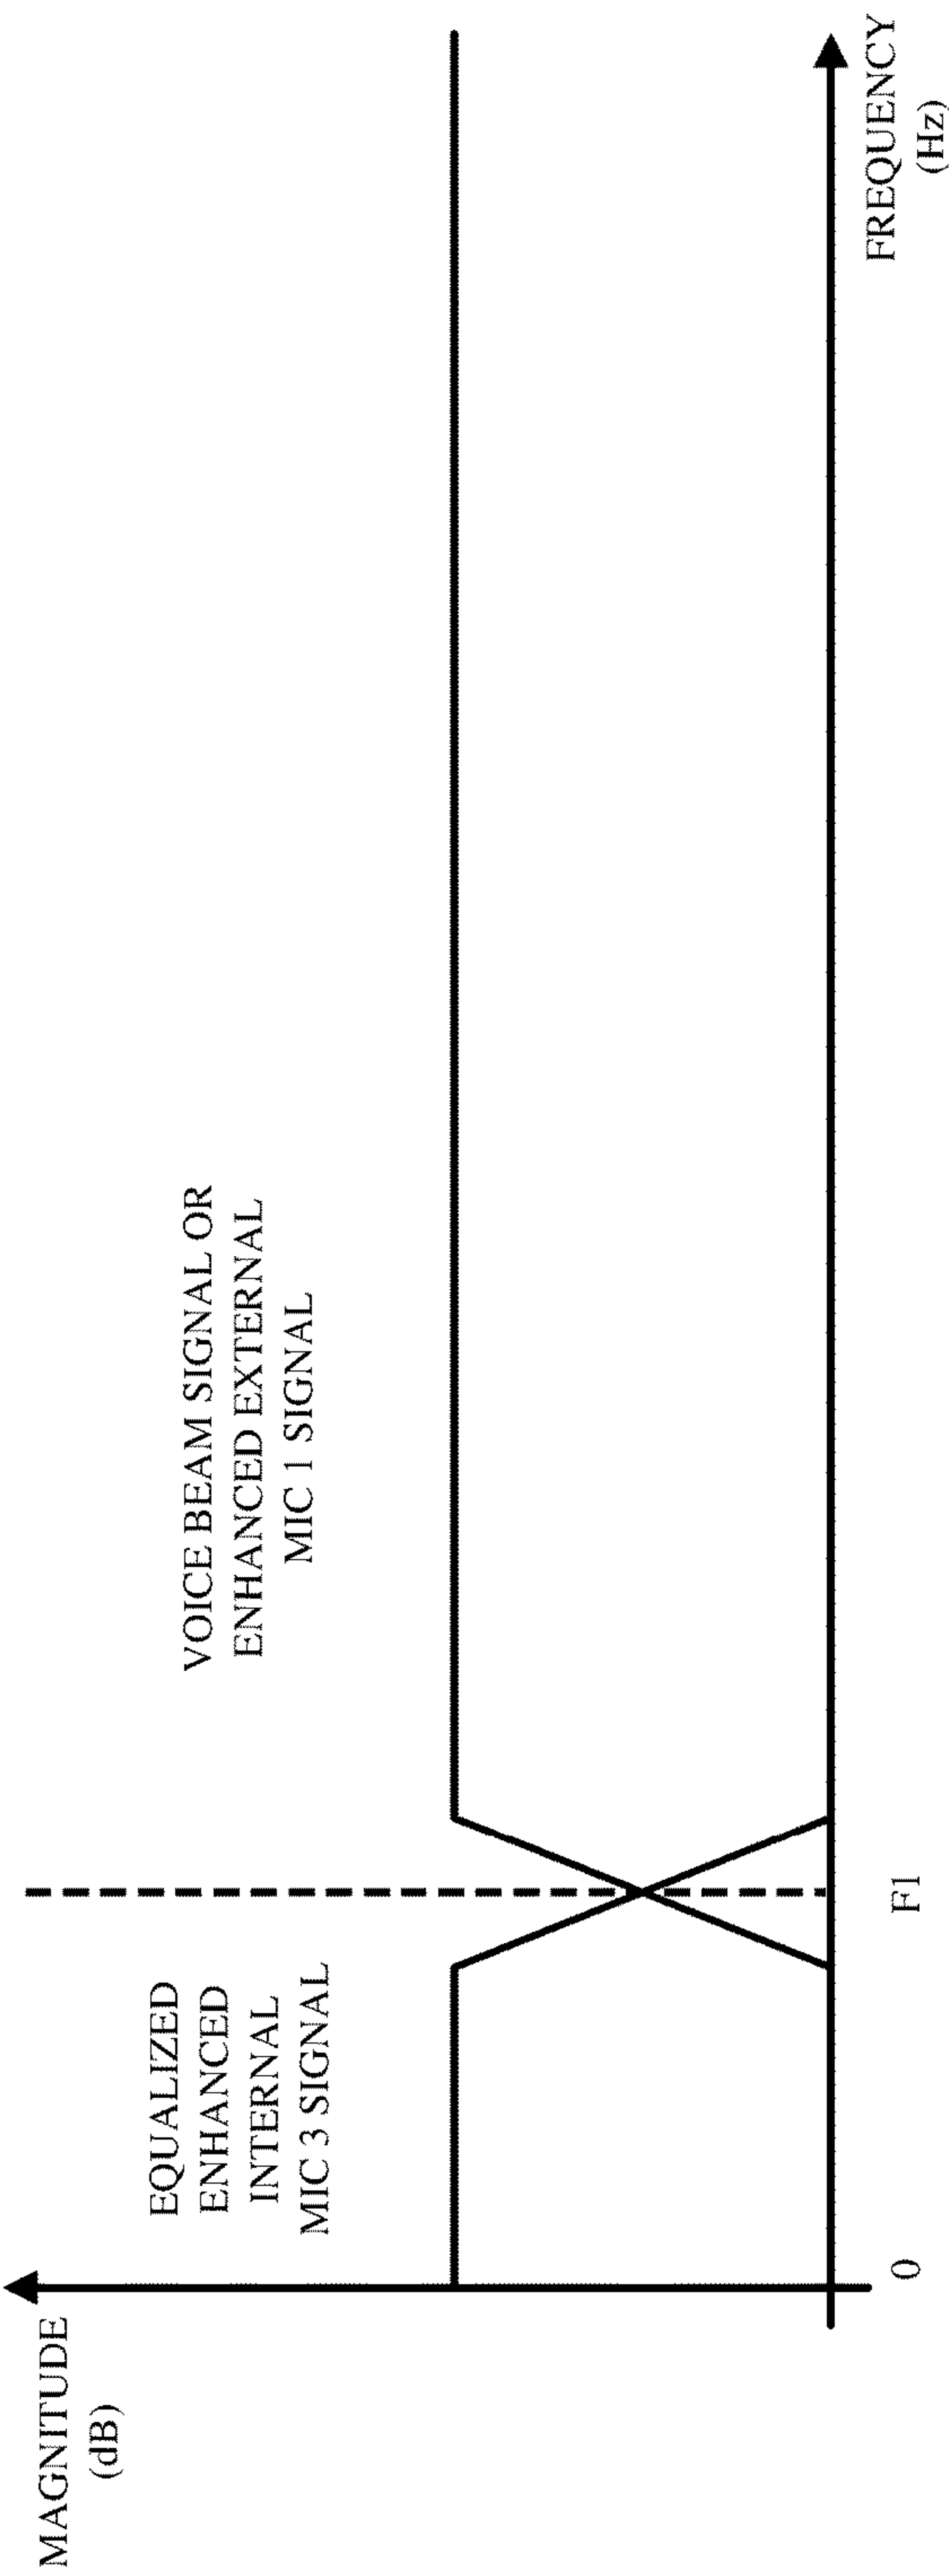 MAGNITUDE
(dB)
EQUALIZED
ENHANCED
INTERNAL
MIC 3 SIGNAL
VOICE BEAM SIGNAL OR
ENHANCED EXTERNAL
MIC 1 SIGNAL
0
F1
FREQUENCY
(Hz)